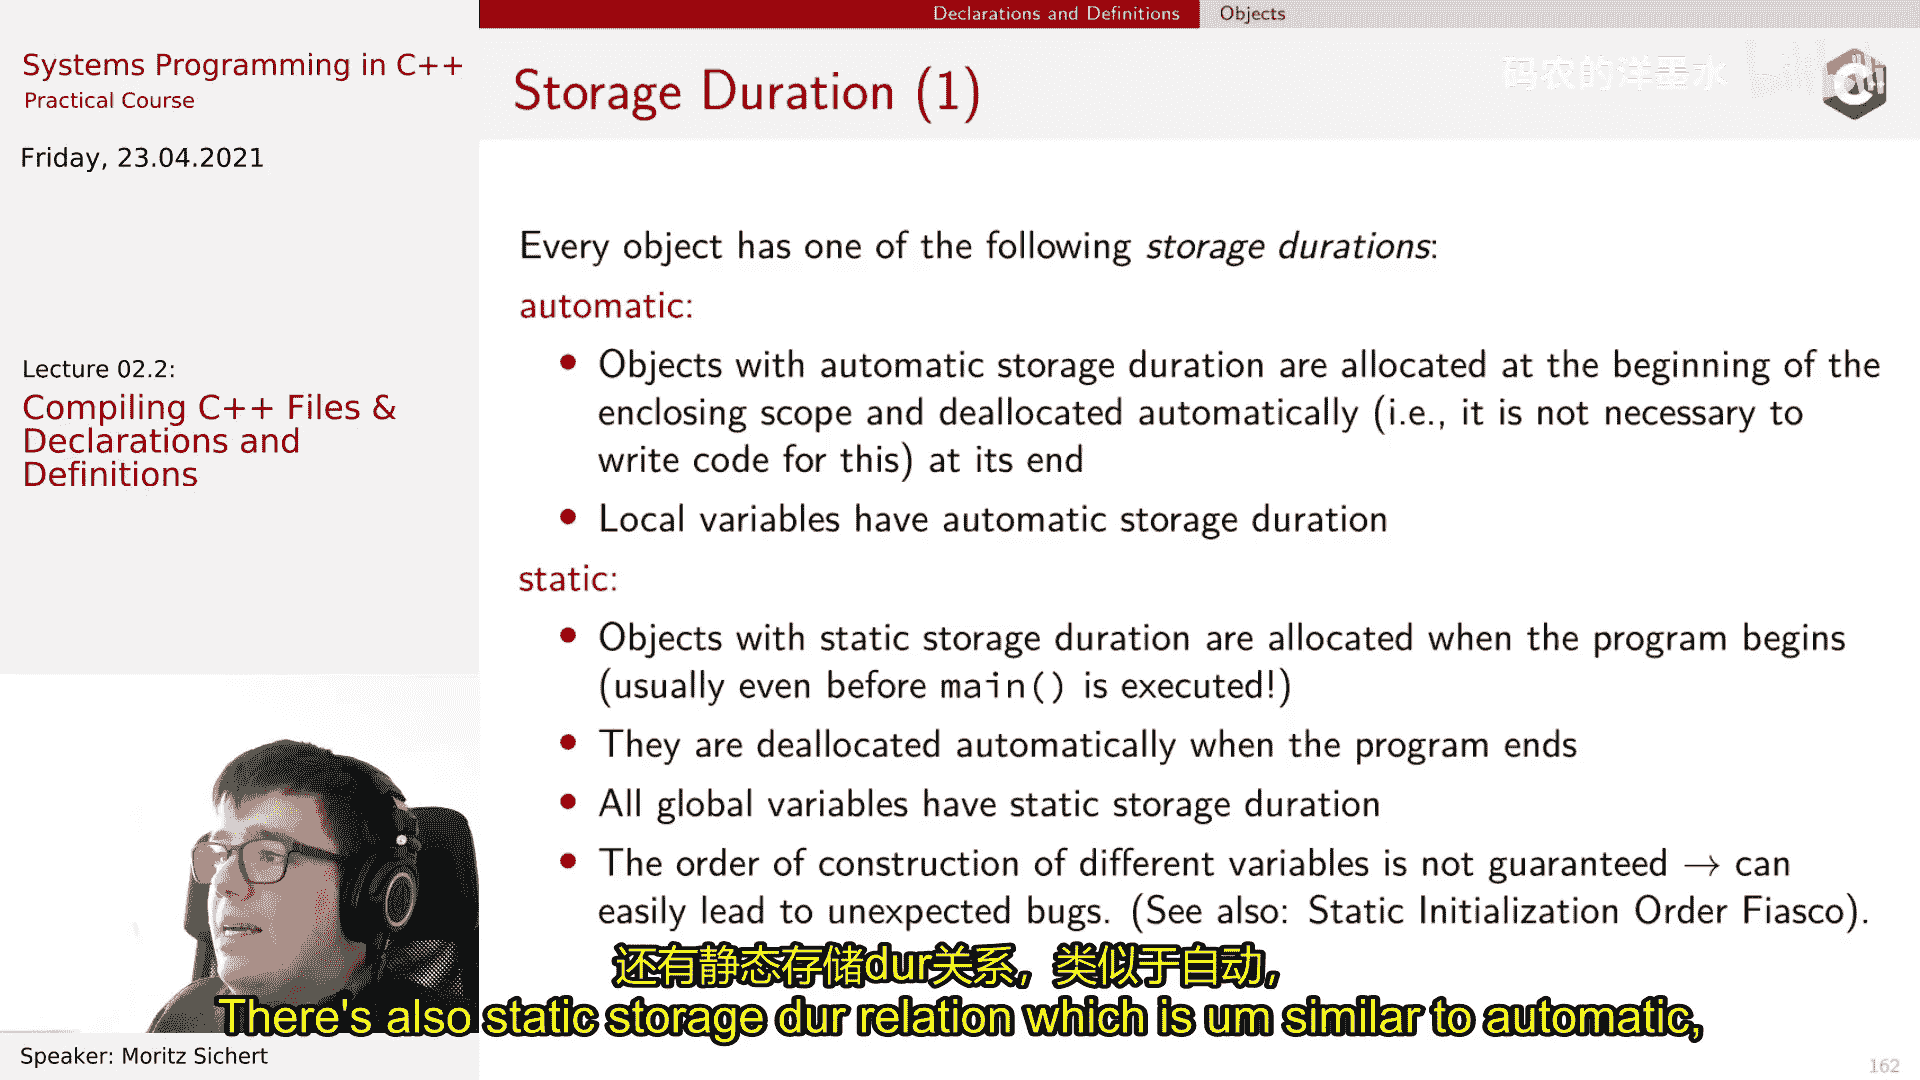 Declarations and Definitions Objects
Systems Programming in C++
Practical Course
Friday, 23.04.2021
Lecture 02.2:
Compiling C++ Files &
Declarations and
Definitions
Storage Duration (1)
码农的洋墨水
Every object has one of the following storage durations:
automatic:
• Objects with automatic storage duration are allocated at the beginning of the
enclosing scope and deallocated automatically (i.e., it is not necessary to
write code for this) at its end
• Local variables have automatic storage duration
static:
• Objects with static storage duration are allocated when the program begins
(usually even before main() is executed!)
• They are deallocated automatically when the program ends
• All global variables have static storage duration
• The order of construction of different variables is not guaranteed → can
easily lead to unexpected bugs. (See also: Static Initialization Order Fiasco).
还有静态存储dur关系，类似于自动，
There's also static storage dur relation which is um similar to automatic,
Speaker: Moritz Sichert
162